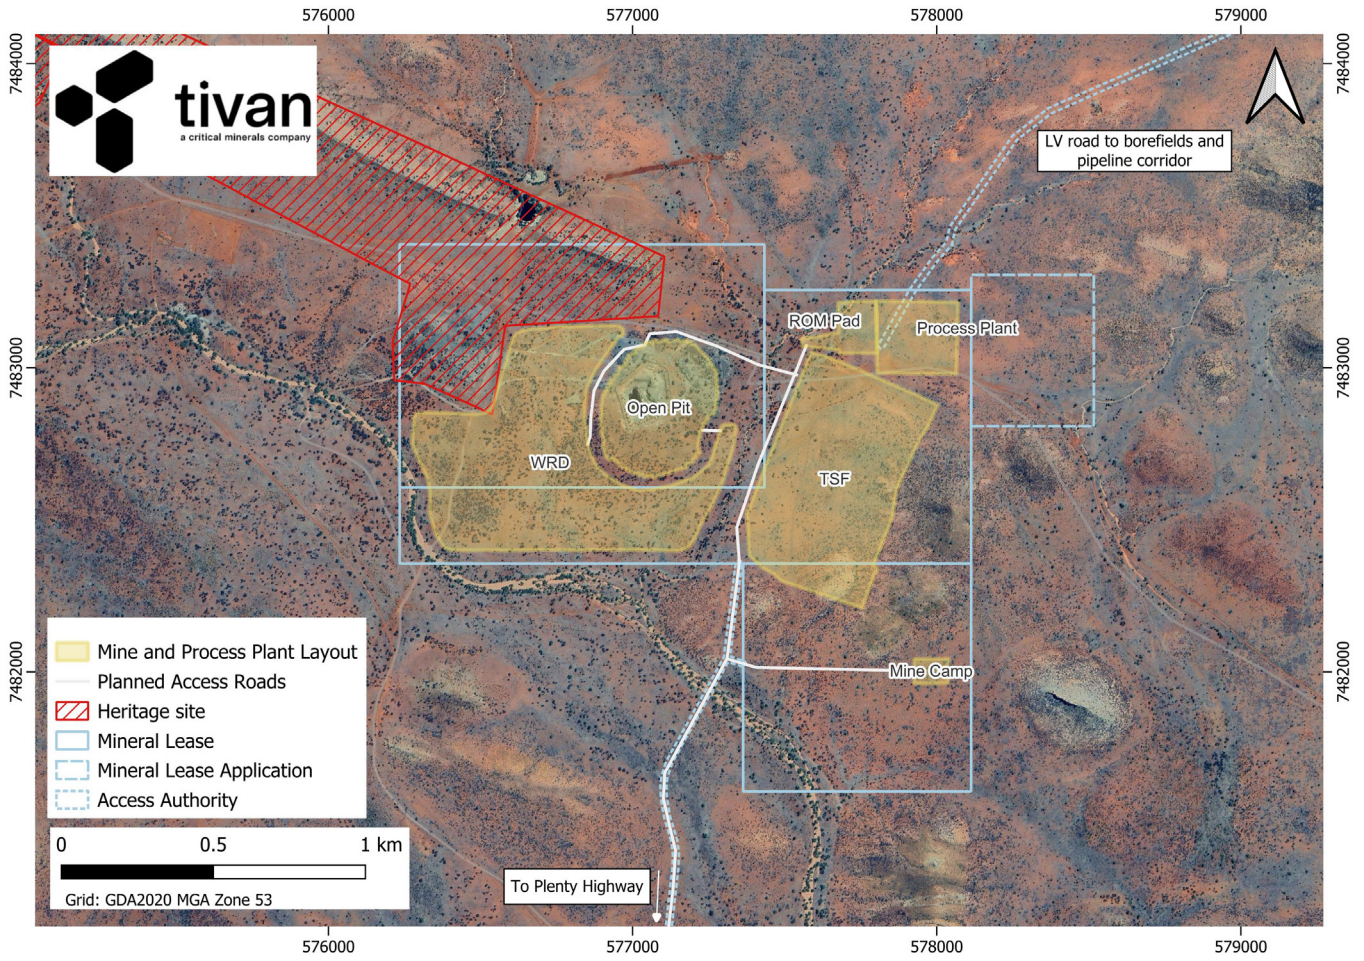 576000
577000
578000
579000
7484000
7484000
tivan
a critical minerals company
LV road to borefields and
pipeline corridor
ROM Pad
Process Plant
7483000
7483000
Open Pit
WRD
TSF
Mine Camp
7482000
7482000
Mine and Process Plant Layout
Planned Access Roads
Heritage site
Mineral Lease
Mineral Lease Application
Access Authority
0
0.5
1 km
Grid: GDA2020 MGA Zone 53
To Plenty Highway
576000
577000
578000
579000